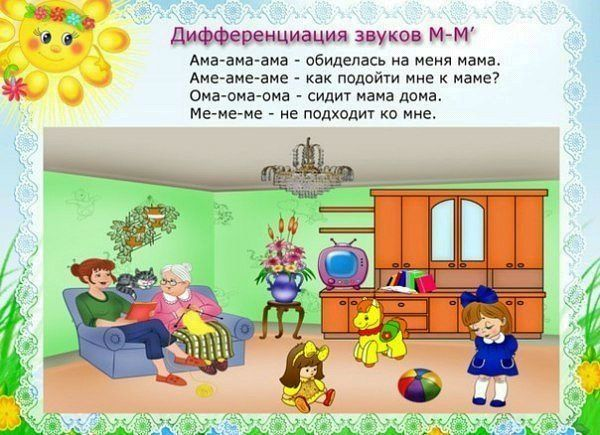 Дифференциация звуков М-М’
Ама-ама-ама - обиделась на меня мама.
Аме-аме-аме - как подойти мне к маме?
Ома-ома-ома - сидит мама дома.
Ме-ме-ме - не подходит ко мне.